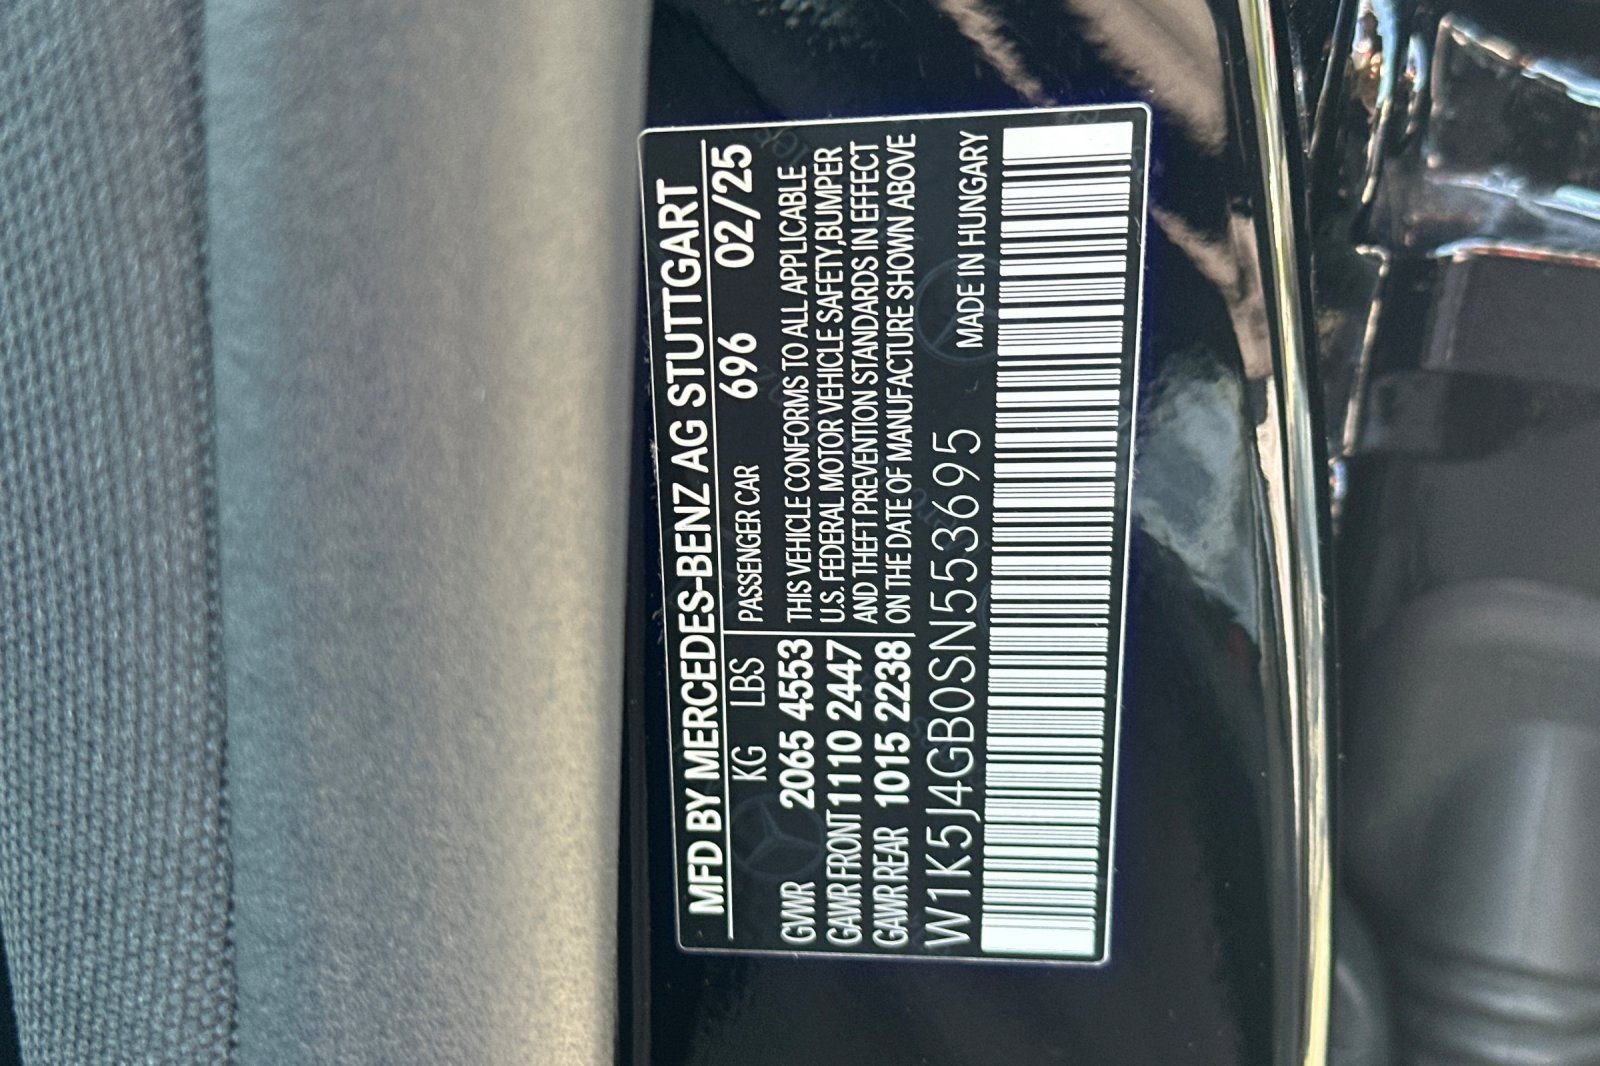 MFD BY MERCEDES-BENZ AG STUTTGART
KG LBS PASSENGER CAR 696 02/25
GVWR 2065 4553 THIS VEHICLE CONFORMS TO ALL APPLICABLE
GAWR FRONT 1110 2447 U.S. FEDERAL MOTOR VEHICLE SAFETY,BUMPER
GAWR REAR 1015 2238 AND THEFT PREVENTION STANDARDS IN EFFECT
ON THE DATE OF MANUFACTURE SHOWN ABOVE
W1K5J4GB0SN553695 MADE IN HUNGARY